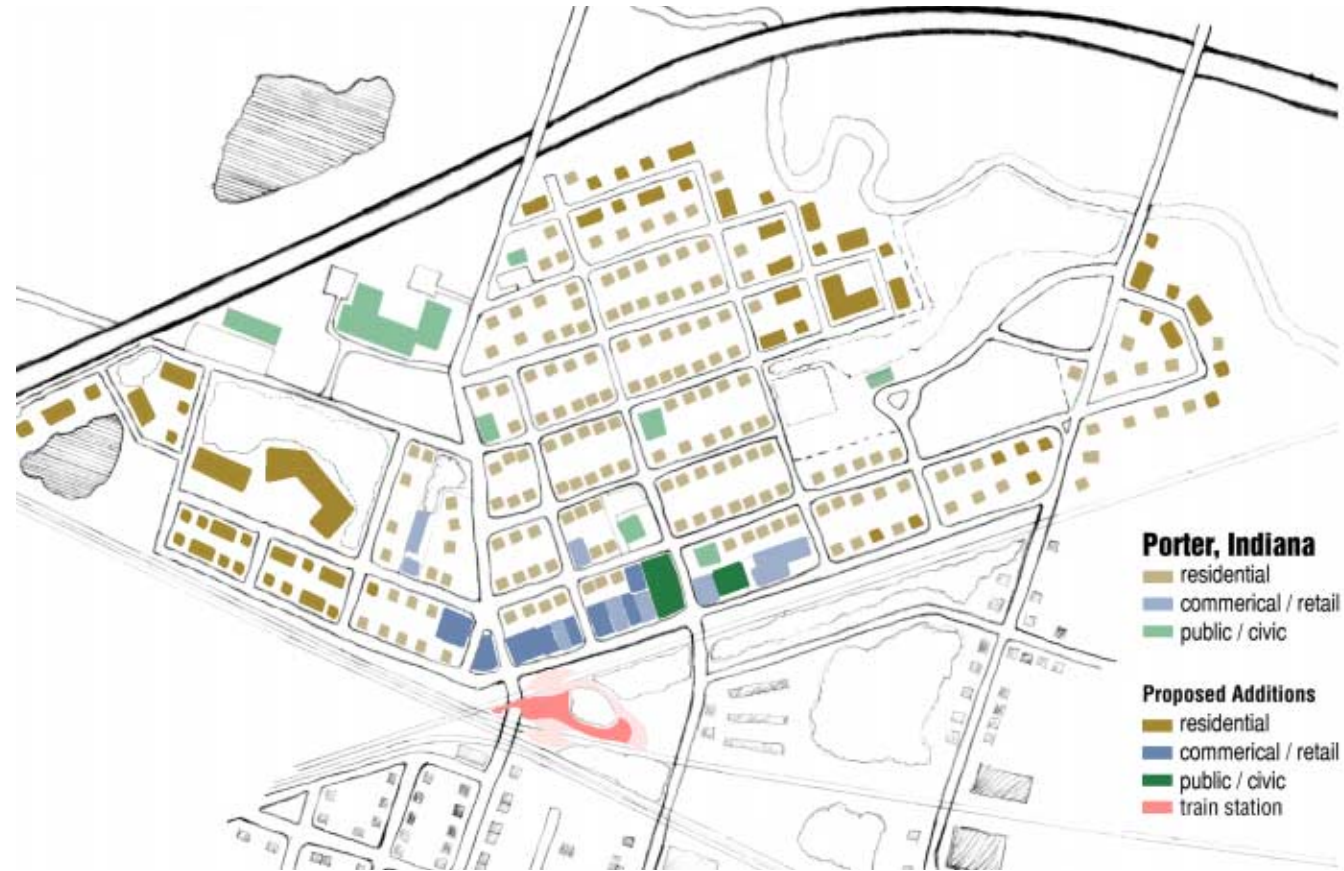 Porter, Indiana
residential
commerical / retail
public / civic
Proposed Additions
residential
commerical / retail
public / civic
train station